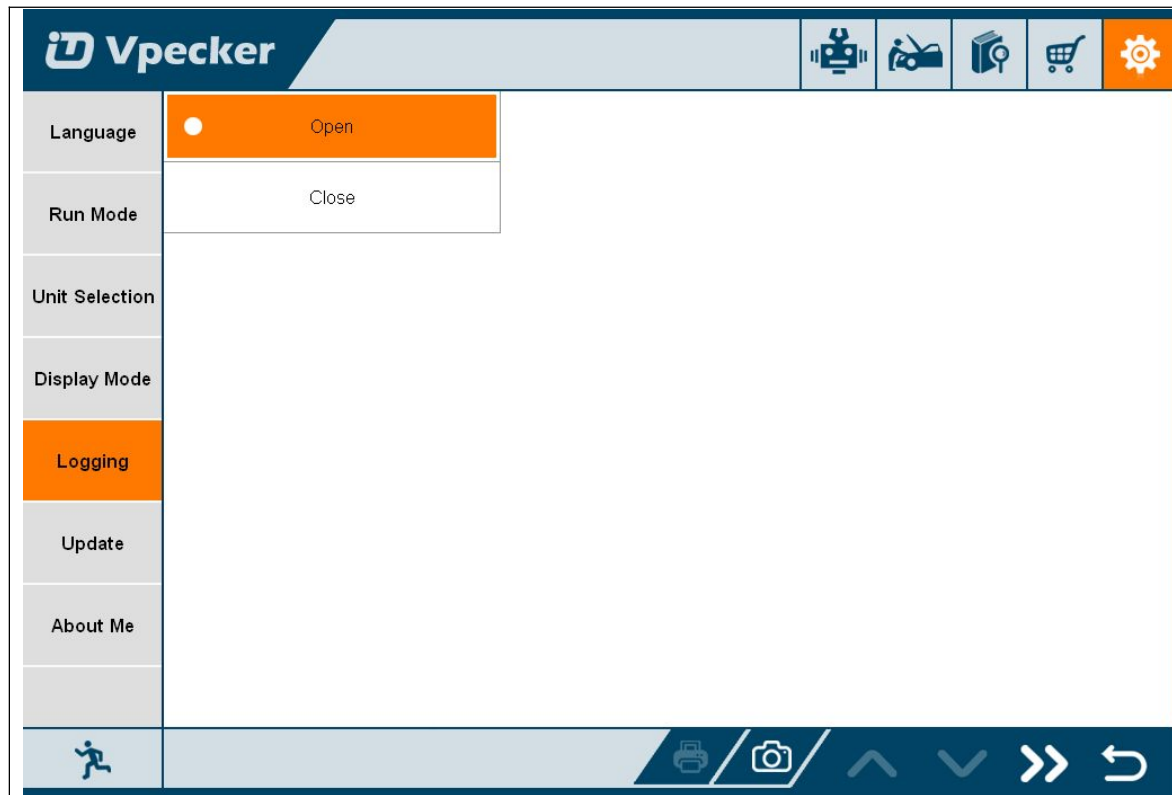 Vpecker
Language
Open
Run Mode
Close
Unit Selection
Display Mode
Logging
Update
About Me